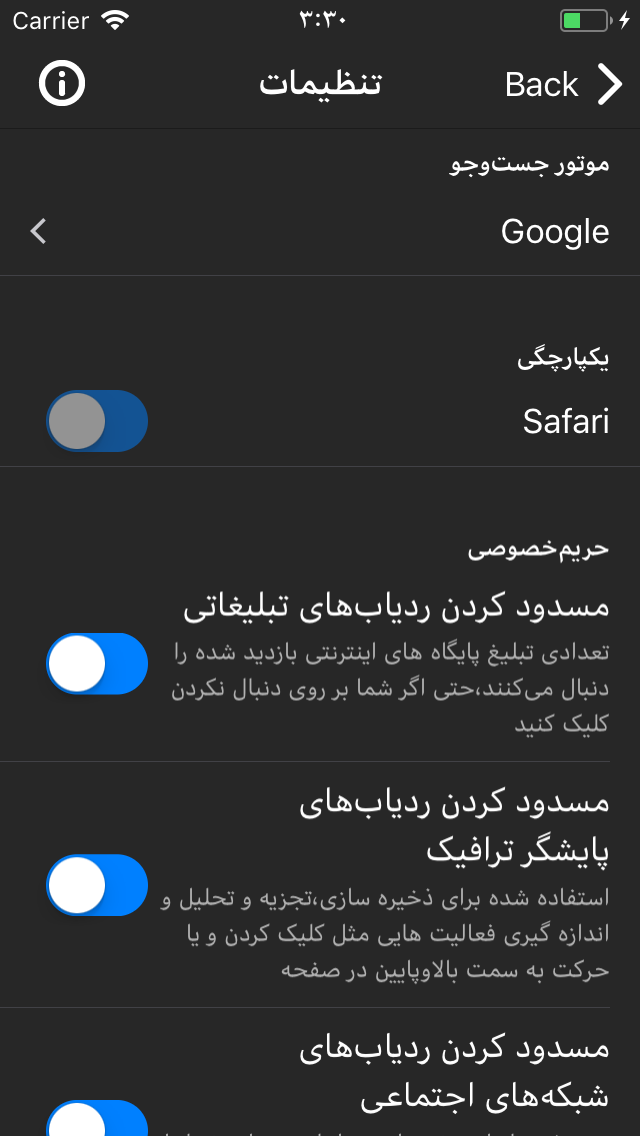 Carrier
۳:۳۰
Back
تنظیمات
موتور جست‌وجو
Google
یکپارچگی
Safari
حریم‌خصوصی
مسدود کردن ردیاب‌های تبلیغاتی
تعدادی تبلیغ پایگاه های اینترنتی بازدید شده را
دنبال می‌کنند،حتی اگر شما بر روی دنبال نکردن
کلیک کنید
مسدود کردن ردیاب‌های
پایشگر ترافیک
استفاده شده برای ذخیره سازی،تجزیه و تحلیل و
اندازه گیری فعالیت هایی مثل کلیک کردن و یا
حرکت به سمت بالاوپایین در صفحه
مسدود کردن ردیاب‌های
شبکه‌های اجتماعی